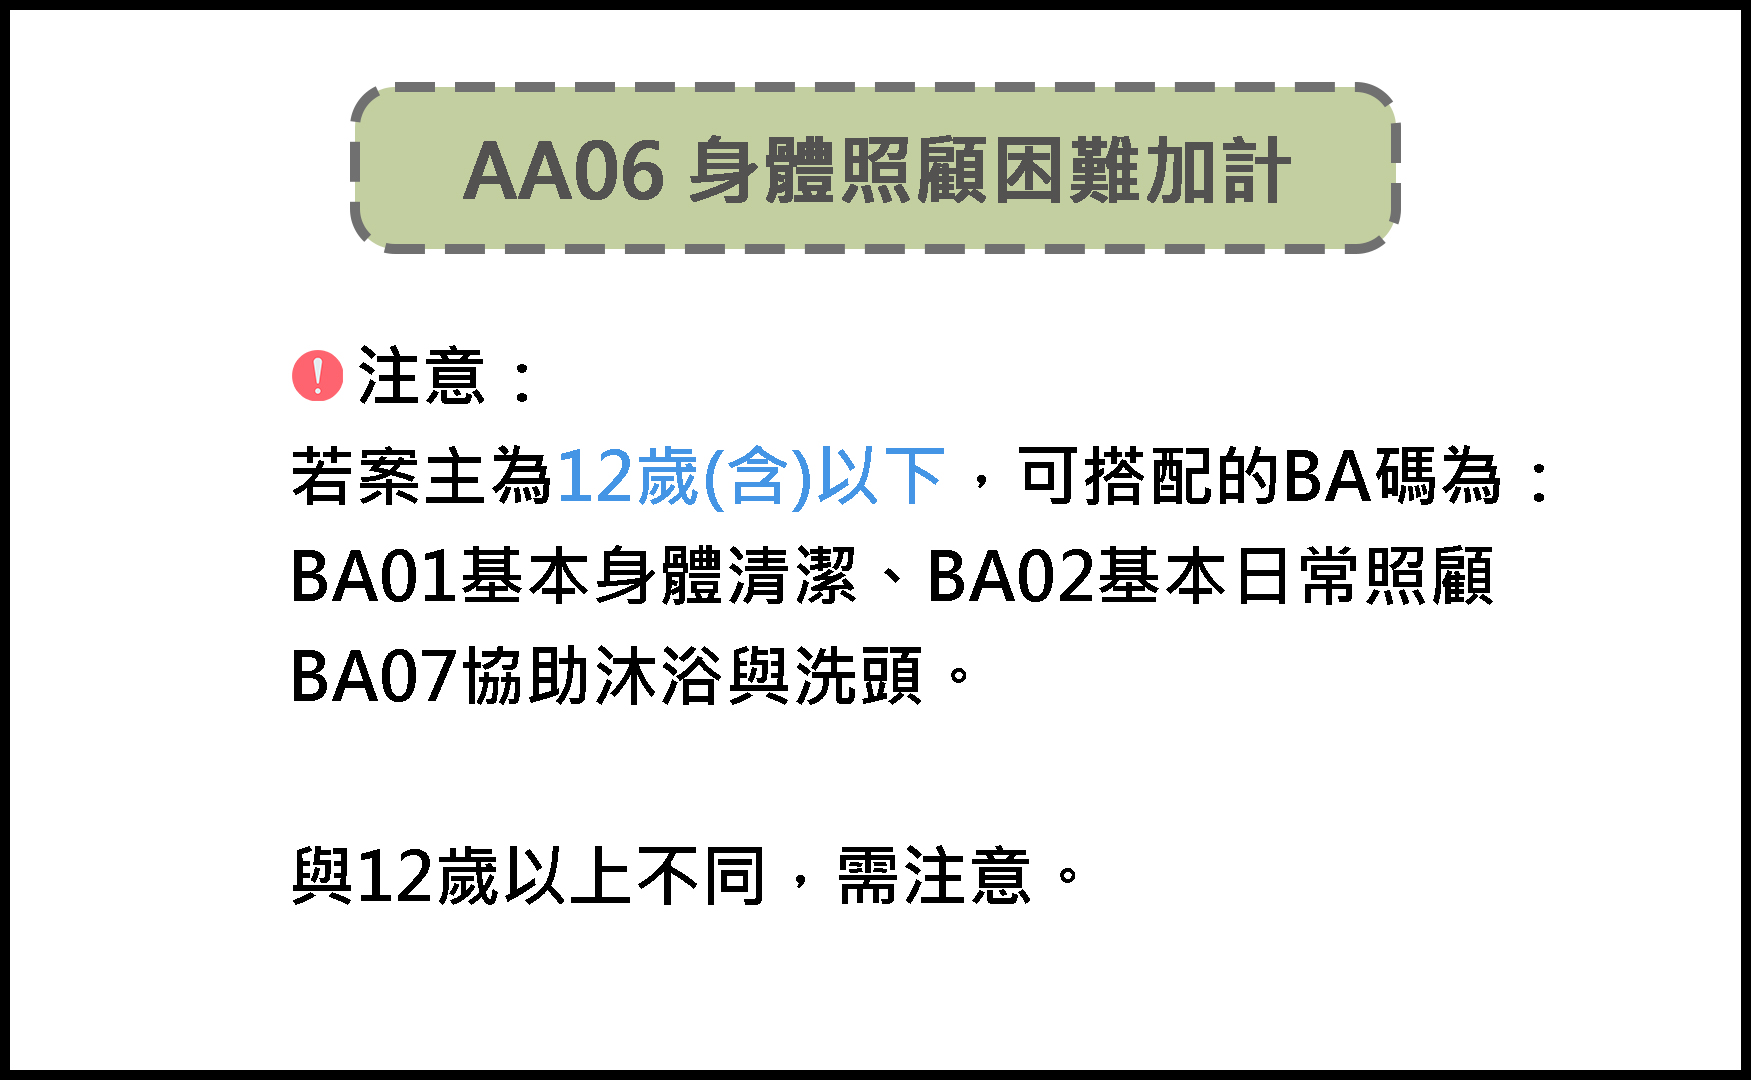 AA06 身體照顧困難加計
注意：
若案主為12歲(含)以下，可搭配的BA碼為：
BA01基本身體清潔、BA02基本日常照顧
BA07協助沐浴與洗頭。
與12歲以上不同，需注意。